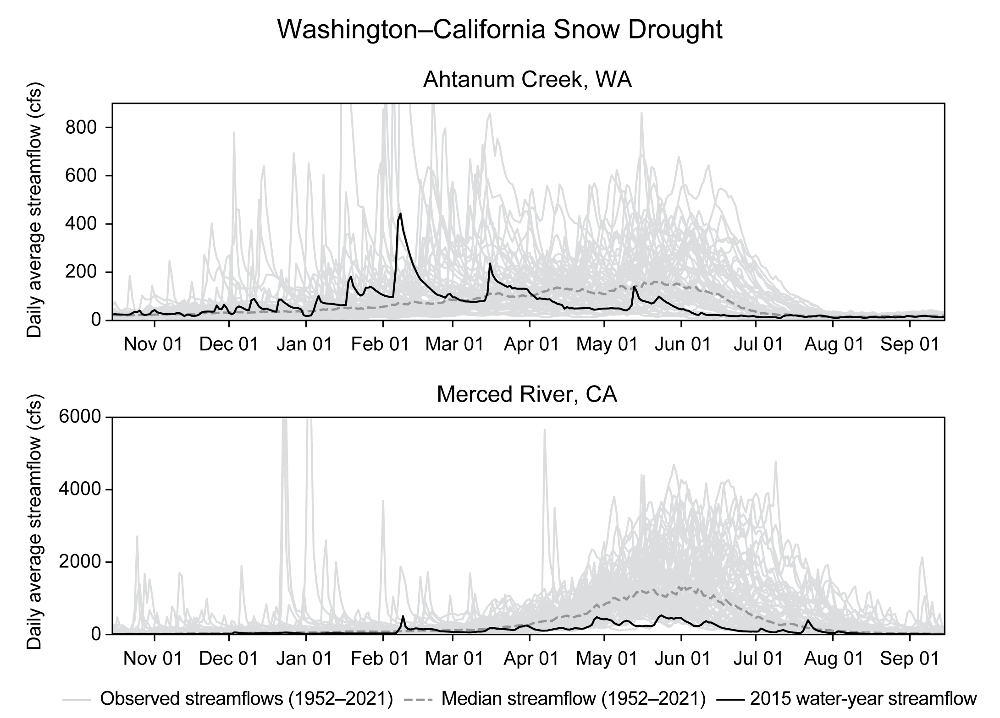 Washington–California Snow Drought
Ahtanum Creek, WA
Daily average streamflow (cfs)
800
600
400
200
0
Nov 01 Dec 01 Jan 01 Feb 01 Mar 01 Apr 01 May 01 Jun 01 Jul 01 Aug 01 Sep 01
Merced River, CA
Daily average streamflow (cfs)
6000
4000
2000
0
Nov 01 Dec 01 Jan 01 Feb 01 Mar 01 Apr 01 May 01 Jun 01 Jul 01 Aug 01 Sep 01
Observed streamflows (1952–2021) Median streamflow (1952–2021) 2015 water-year streamflow